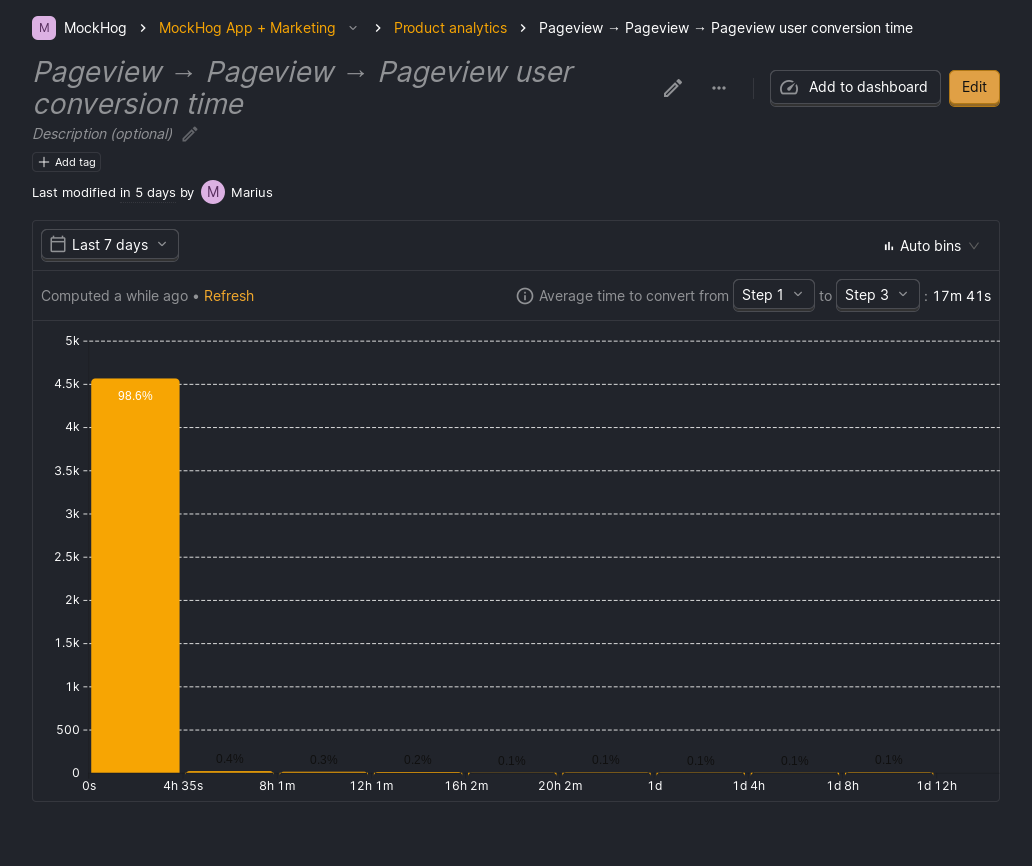 M MockHog > MockHog App + Marketing > Product analytics > Pageview → Pageview → Pageview user conversion time
Pageview → Pageview → Pageview user
conversion time
Add to dashboard
Edit
Description (optional)
Add tag
Last modified in 5 days by M Marius
Last 7 days
Auto bins
Computed a while ago • Refresh
Average time to convert from Step 1 to Step 3 : 17m 41s
5k
4.5k
98.6%
4k
3.5k
3k
2.5k
2k
1.5k
1k
500
0.4% 0.3% 0.2% 0.1% 0.1% 0.1% 0.1% 0.1%
0
0s 4h 35s 8h 1m 12h 1m 16h 2m 20h 2m 1d 1d 4h 1d 8h 1d 12h